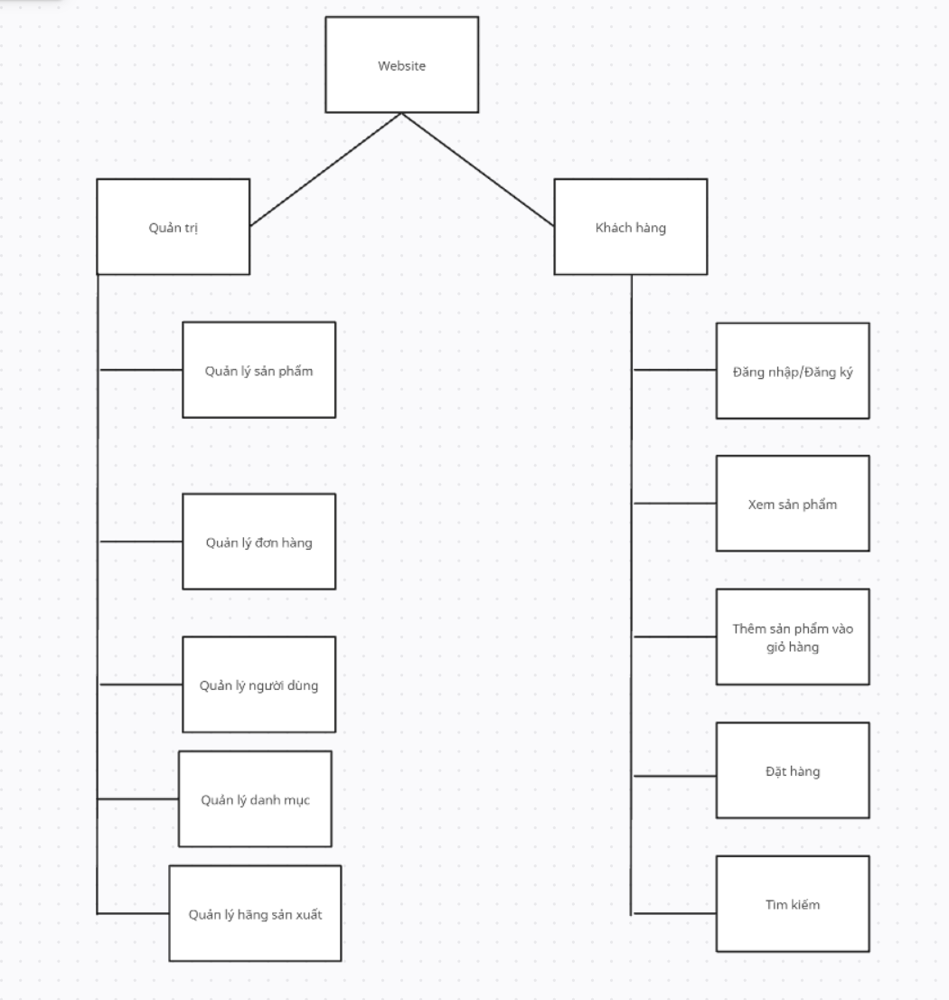 Website
Quản trị
Khách hàng
Quản lý sản phẩm
Quản lý đơn hàng
Quản lý người dùng
Quản lý danh mục
Quản lý hãng sản xuất
Đăng nhập/Đăng ký
Xem sản phẩm
Thêm sản phẩm vào
giỏ hàng
Đặt hàng
Tìm kiếm